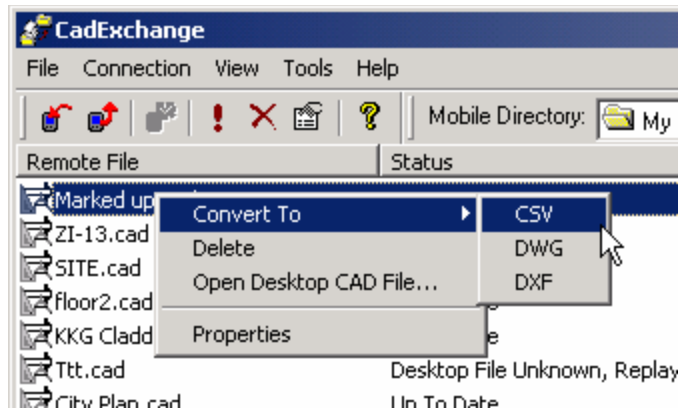 CadExchange
File Connection View Tools Help
Mobile Directory: My
Remote File Status
Marked up
ZI-13.cad
SITE.cad
floor2.cad
KKG Cladd
Ttt.cad Desktop File Unknown, Replay
City Plan.cad Up To Date
Convert To
Delete
Open Desktop CAD File...
Properties
CSV
DWG
DXF